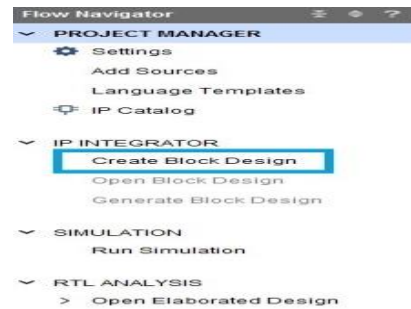 Flow Navigator ?
PROJECT MANAGER
Settings
Add Sources
Language Templates
IP Catalog
IP INTEGRATOR
Create Block Design
Open Block Design
Generate Block Design
SIMULATION
Run Simulation
RTL ANALYSIS
> Open Elaborated Design